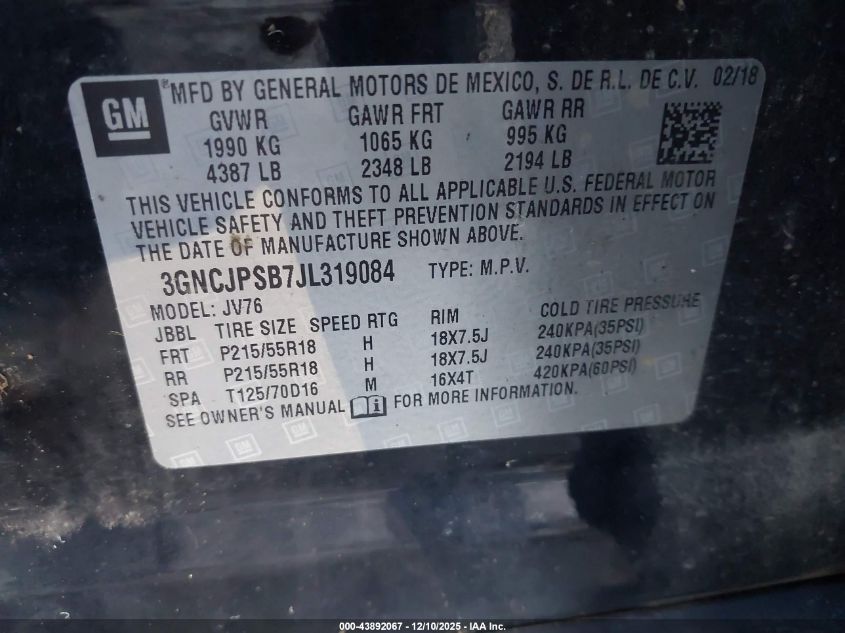 GM
®MFD BY GENERAL MOTORS DE MEXICO, S. DE R.L. DE C.V. 02/18
GVWR GAWR FRT GAWR RR
1990 KG 1065 KG 995 KG
4387 LB 2348 LB 2194 LB
THIS VEHICLE CONFORMS TO ALL APPLICABLE U.S. FEDERAL MOTOR
VEHICLE SAFETY AND THEFT PREVENTION STANDARDS IN EFFECT ON
THE DATE OF MANUFACTURE SHOWN ABOVE.
3GNCJPSB7JL319084 TYPE: M.P.V.
MODEL: JV76
JBBL TIRE SIZE SPEED RTG RIM COLD TIRE PRESSURE
FRT P215/55R18 H 18X7.5J 240KPA(35PSI)
RR P215/55R18 H 18X7.5J 240KPA(35PSI)
SPA T125/70D16 M 16X4T 420KPA(60PSI)
SEE OWNER'S MANUAL FOR MORE INFORMATION.
000-43892067 - 12/10/2025 - IAA Inc.